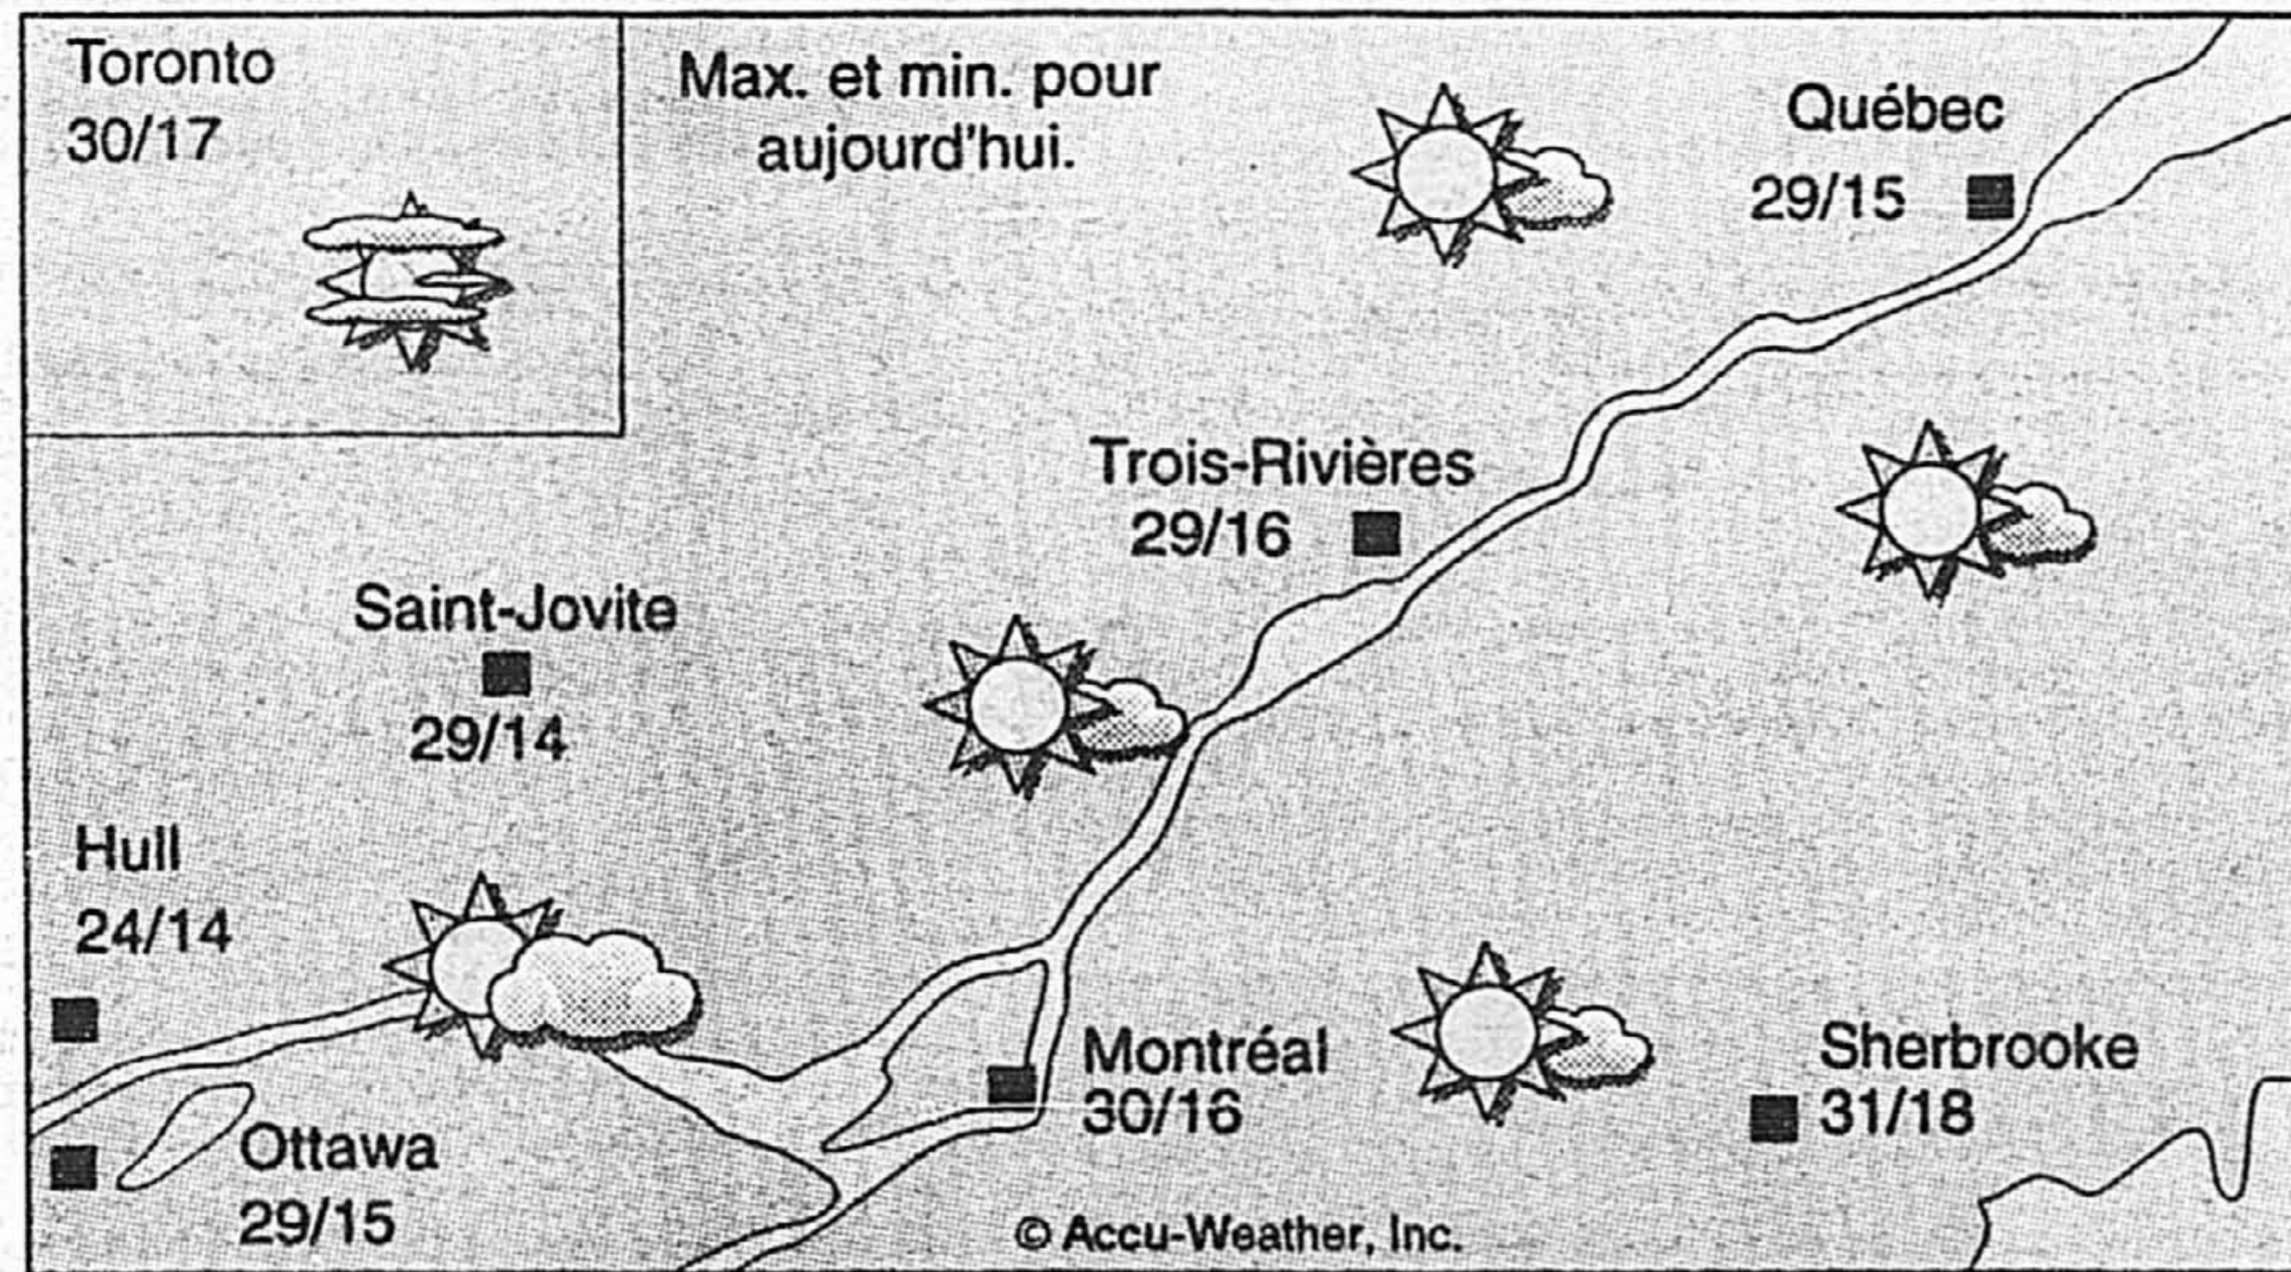 Toronto
30/17
Max. et min. pour
aujourd'hui.
Québec
29/15
Trois-Rivières
29/16
Saint-Jovite
29/14
Hull
24/14
Montréal
30/16
Sherbrooke
31/18
Ottawa
29/15
© Accu-Weather, Inc.